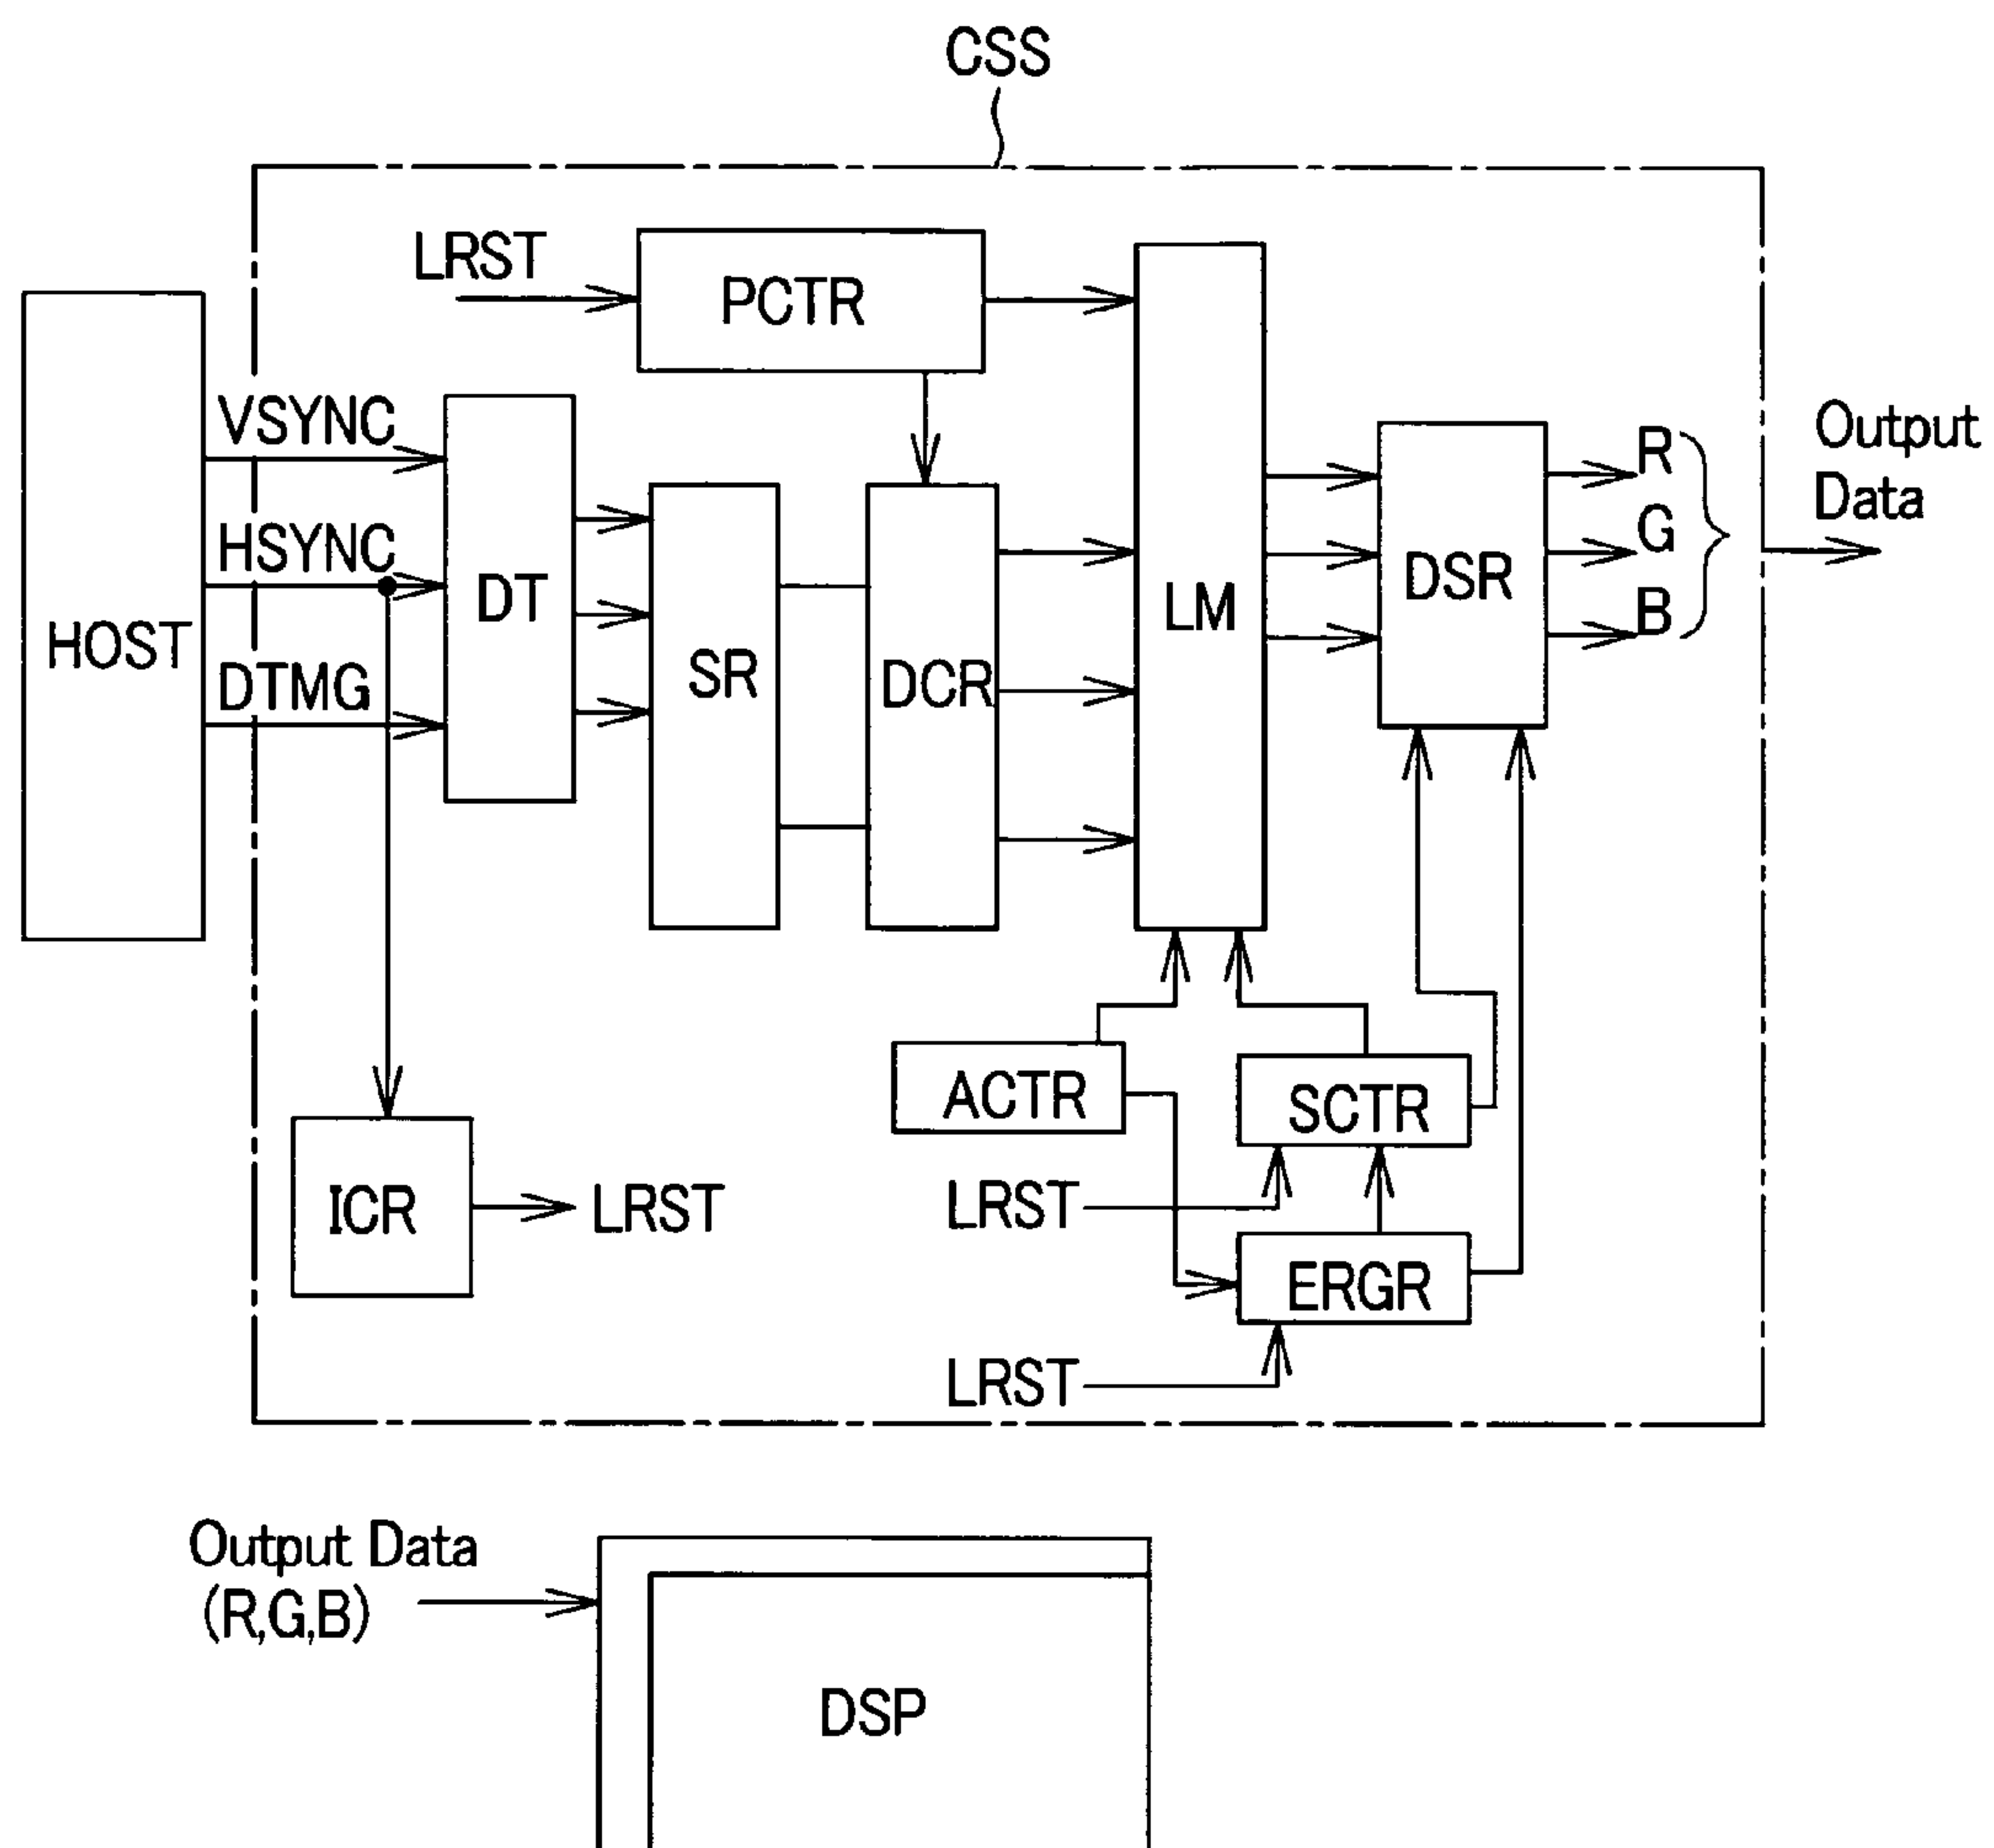 CSS
LRST
PCTR
VSYNC
HSYNC
DTMG
HOST
DT
SR
DCR
LM
DSR
R
G
B
Output
Data
ACTR
SCTR
ICR
LRST
LRST
ERGR
LRST
Output Data
(R,G,B)
DSP